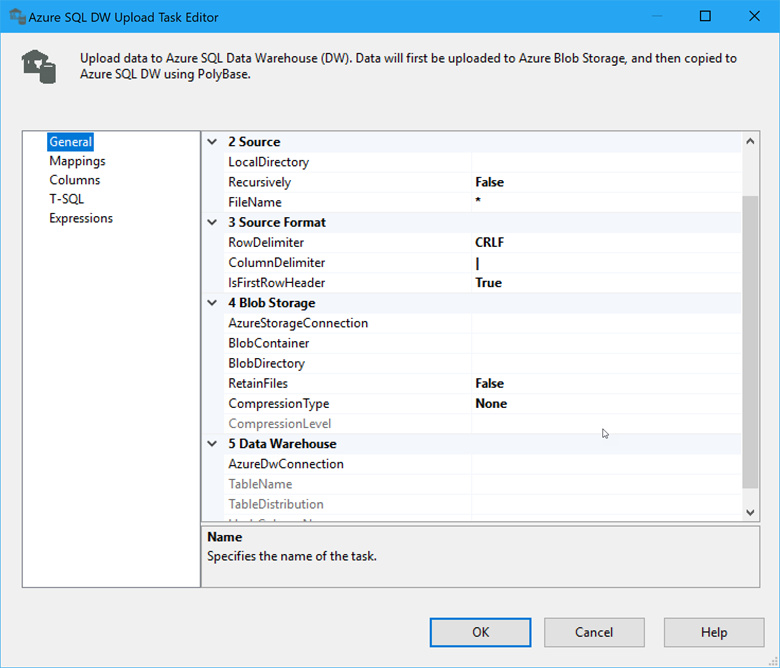 Azure SQL DW Upload Task Editor
Upload data to Azure SQL Data Warehouse (DW). Data will first be uploaded to Azure Blob Storage, and then copied to
Azure SQL DW using PolyBase.
General
Mappings
Columns
T-SQL
Expressions
2 Source
LocalDirectory
Recursively False
FileName *
3 Source Format
RowDelimiter CRLF
ColumnDelimiter |
IsFirstRowHeader True
4 Blob Storage
AzureStorageConnection
BlobContainer
BlobDirectory
RetainFiles False
CompressionType None
CompressionLevel
5 Data Warehouse
AzureDwConnection
TableName
TableDistribution
Name
Specifies the name of the task.
OK Cancel Help